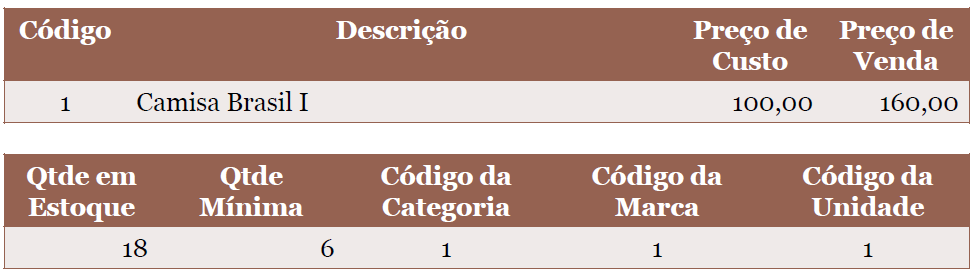 Código Descrição Preço de Custo Preço de Venda
1 Camisa Brasil I 100,00 160,00
Qtde em Estoque Qtde Mínima Código da Categoria Código da Marca Código da Unidade
18 6 1 1 1